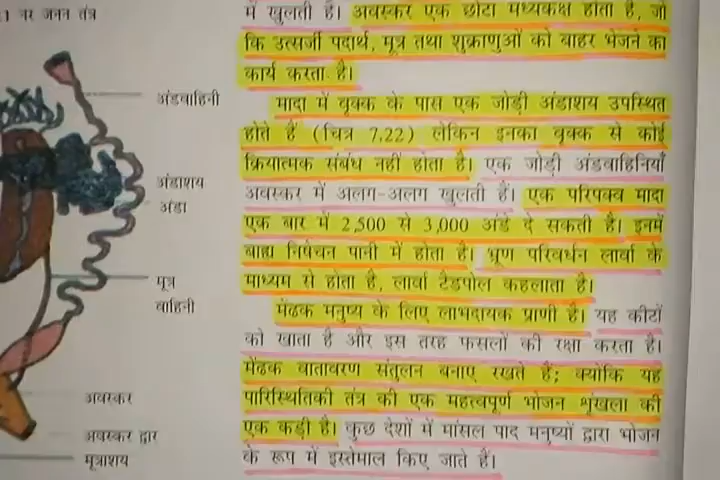 1 नर जनन तंत्र
अंडवाहिनी
अंडाशय
अंडा
मूत्र
वाहिनी
अवस्कर
अवस्कर द्वार
मूत्राशय
में खुलती हैं। अवस्कर एक छोटा मध्यकक्ष होता है, जो
कि उत्सर्जी पदार्थ, मूत्र तथा शुक्राणुओं को बाहर भेजने का
कार्य करता है।
मादा में वृक्क के पास एक जोड़ी अंडाशय उपस्थित
होते हैं (चित्र 7.22) लेकिन इनका वृक्क से कोई
क्रियात्मक संबंध नहीं होता है। एक जोड़ी अंडवाहिनियाँ
अवस्कर में अलग-अलग खुलती हैं। एक परिपक्व मादा
एक बार में 2,500 से 3,000 अंडे दे सकती है। इनमें
बाह्य निषेचन पानी में होता है। भ्रूण परिवर्धन लार्वा के
माध्यम से होता है, लार्वा टैडपोल कहलाता है।
मेंढक मनुष्य के लिए लाभदायक प्राणी है। यह कीटों
को खाता है और इस तरह फसलों की रक्षा करता है।
मेंढक वातावरण संतुलन बनाए रखते हैं; क्योंकि यह
पारिस्थितिकी तंत्र की एक महत्वपूर्ण भोजन शृंखला की
एक कड़ी है। कुछ देशों में मांसल पाद मनुष्यों द्वारा भोजन
के रूप में इस्तेमाल किए जाते हैं।